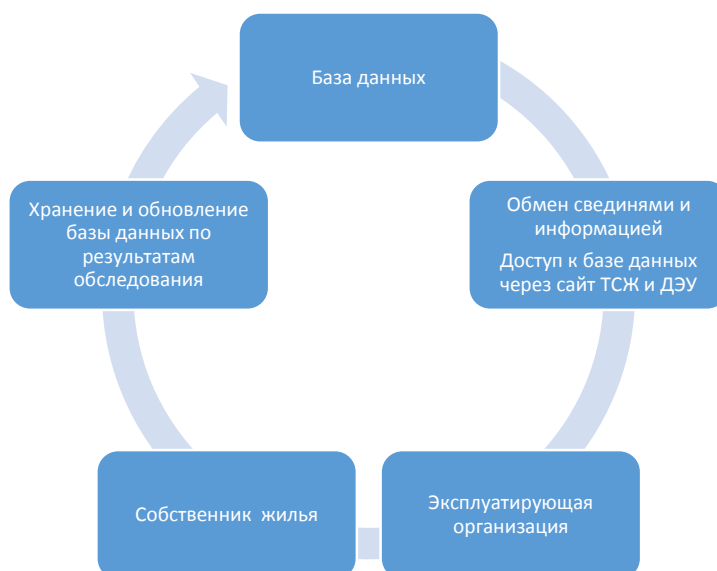 База данных
Обмен свединями и
информацией
Доступ к базе данных
через сайт ТСЖ и ДЭУ
Эксплуатирующая
организация
Собственник жилья
Хранение и обновление
базы данных по
результатам
обследования